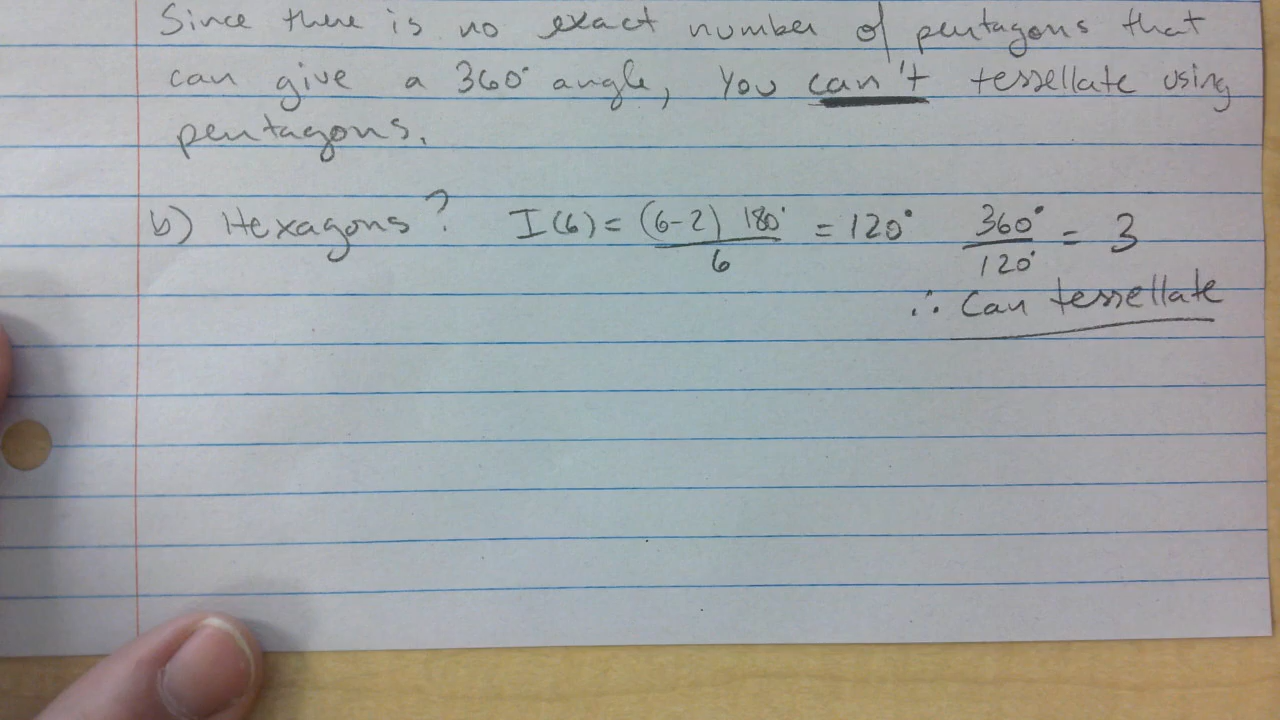 Since there is no exact number of pentagons that
can give a 360° angle, you can't tessellate using
pentagons.
b) Hexagons? I(6) = (6-2) 180° / 6 = 120° 360° / 120° = 3
∴ Can tessellate